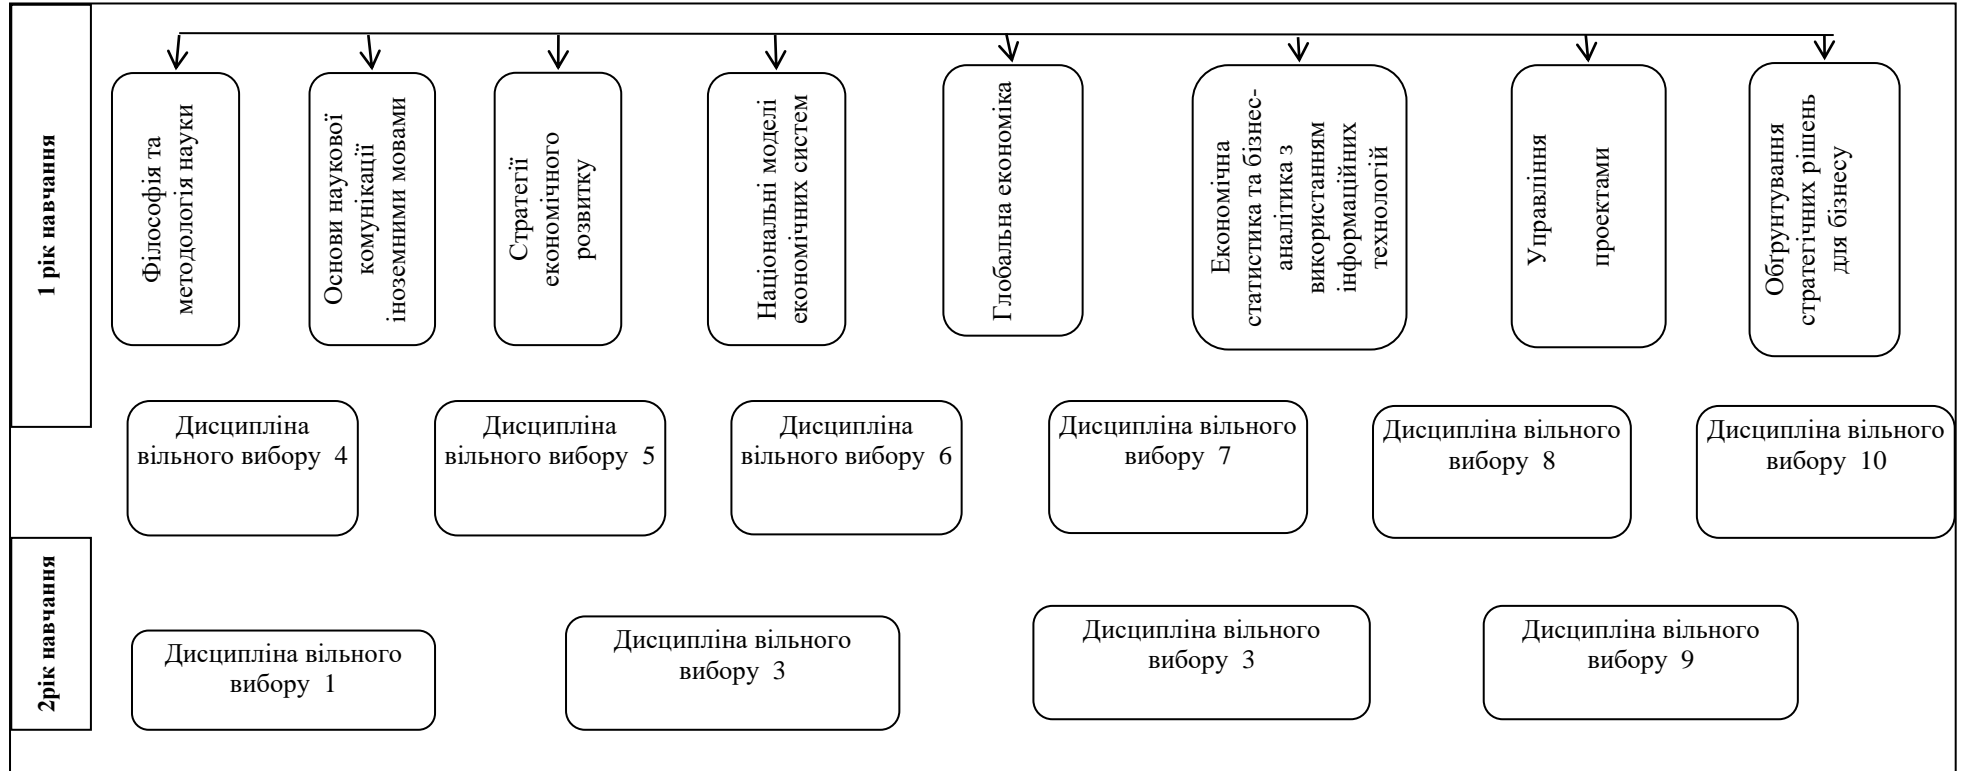 1 рік навчання
Філософія та
методологія науки
Основи наукової
комунікації
іноземними мовами
Стратегії
економічного
розвитку
Національні моделі
економічних систем
Глобальна економіка
Економічна
статистика та бізнес-
аналітика з
використанням
інформаційних
технологій
Управління
проектами
Обґрунтування
стратегічних рішень
для бізнесу
Дисципліна
вільного вибору 4
Дисципліна
вільного вибору 5
Дисципліна
вільного вибору 6
Дисципліна вільного
вибору 7
Дисципліна вільного
вибору 8
Дисципліна вільного
вибору 10
2рік навчання
Дисципліна вільного
вибору 1
Дисципліна вільного
вибору 3
Дисципліна вільного
вибору 3
Дисципліна вільного
вибору 9